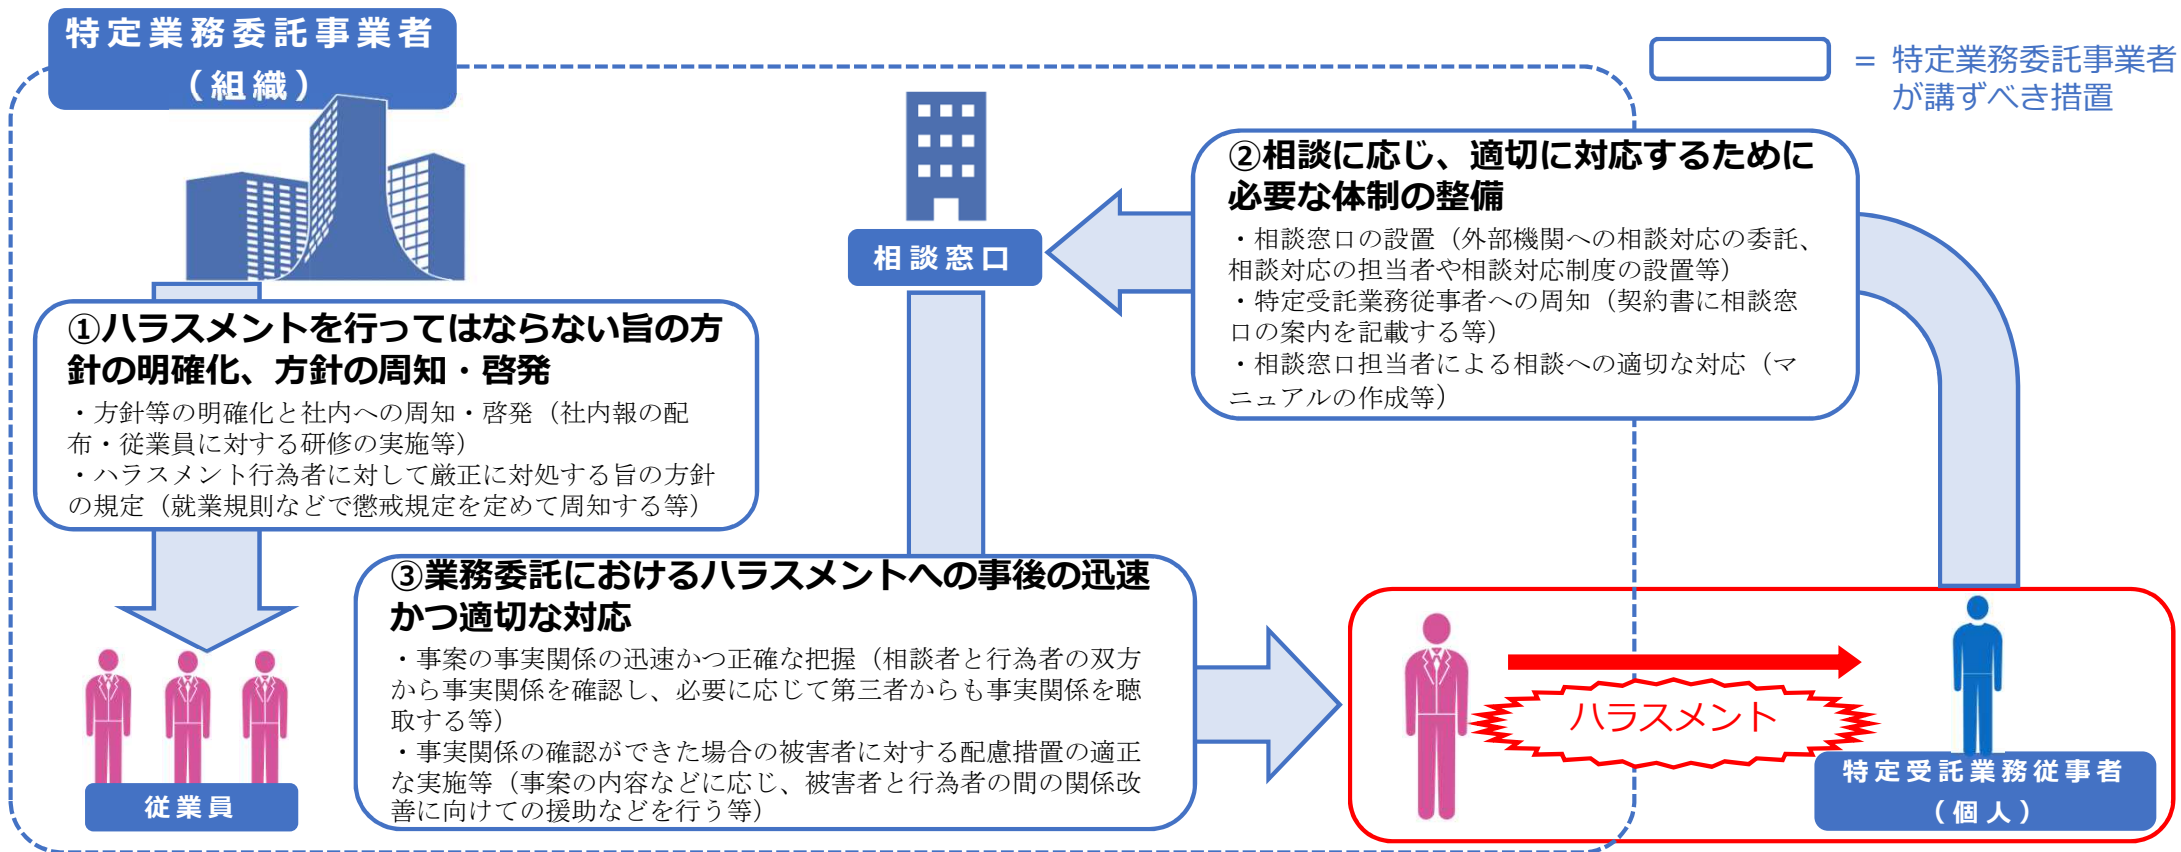 特定業務委託事業者
（組織）
= 特定業務委託事業者
が講ずべき措置
相談窓口
②相談に応じ、適切に対応するために
必要な体制の整備
・相談窓口の設置（外部機関への相談対応の委託、
相談対応の担当者や相談対応制度の設置等）
・特定受託業務従事者への周知（契約書に相談窓
口の案内を記載する等）
・相談窓口担当者による相談への適切な対応（マ
ニュアルの作成等）
①ハラスメントを行ってはならない旨の方
針の明確化、方針の周知・啓発
・方針等の明確化と社内への周知・啓発（社内報の配
布・従業員に対する研修の実施等）
・ハラスメント行為者に対して厳正に対処する旨の方針
の規定（就業規則などで懲戒規定を定めて周知する等）
③業務委託におけるハラスメントへの事後の迅速
かつ適切な対応
・事案の事実関係の迅速かつ正確な把握（相談者と行為者の双方
から事実関係を確認し、必要に応じて第三者からも事実関係を聴
取する等）
・事実関係の確認ができた場合の被害者に対する配慮措置の適正
な実施等（事案の内容などに応じ、被害者と行為者の間の関係改
善に向けての援助などを行う等）
従業員
ハラスメント
特定受託業務従事者
（個人）